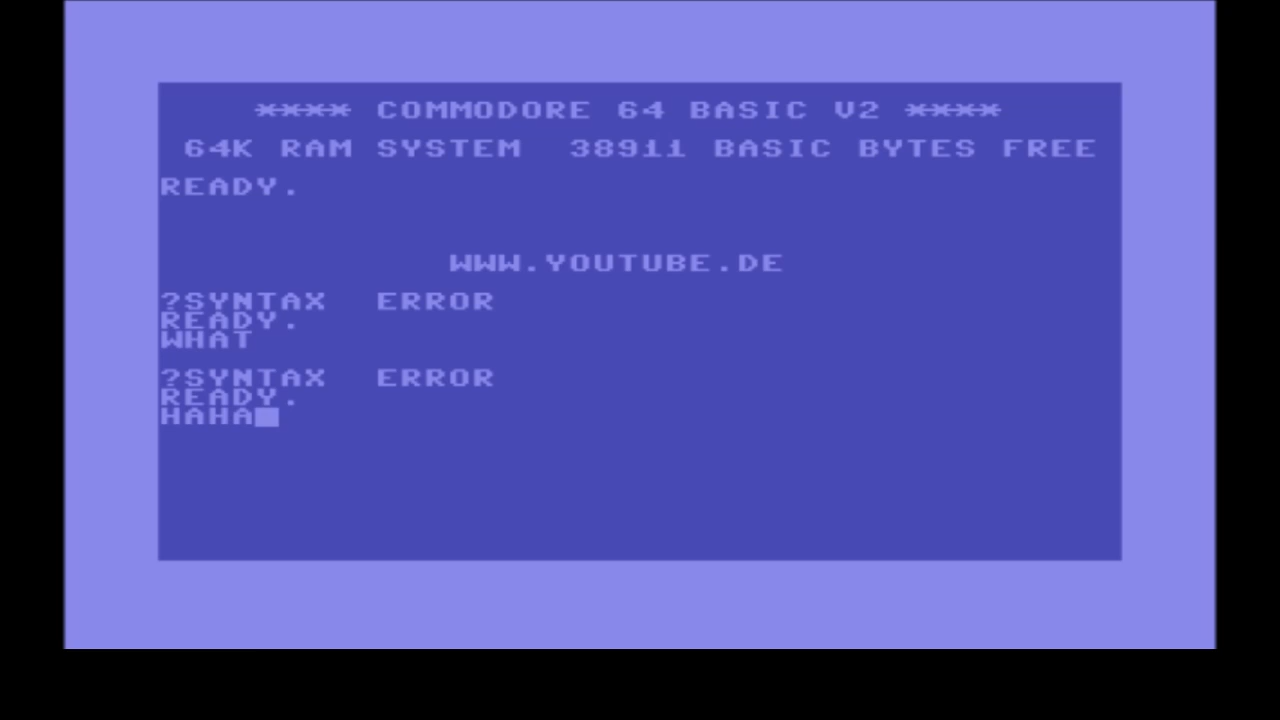 **** COMMODORE 64 BASIC V2 ****
64K RAM SYSTEM  38911 BASIC BYTES FREE
READY.
WWW.YOUTUBE.DE
?SYNTAX  ERROR
READY.
WHAT
?SYNTAX  ERROR
READY.
HAHA